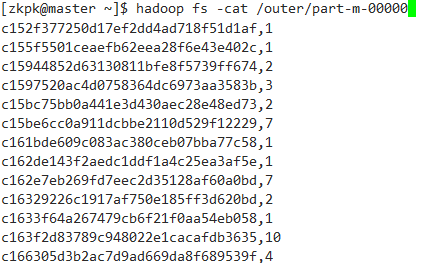 [zkpk@master ~]$ hadoop fs -cat /outer/part-m-00000
c152f377250d17ef2dd4ad718f51d1af,1
c155f5501ceaefb62eea28f6e43e402c,1
c15944852d63130811bfe8f5739ff674,2
c1597520ac4d0758364dc6973aa3583b,3
c15bc75bb0a441e3d430aec28e48ed73,2
c15be6cc0a911dcbbe2110d529f12229,7
c161bde609c083ac380ceb07bba77c58,1
c162de143f2aedc1ddf1a4c25ea3af5e,1
c162e7eb269fd7eec2d35128af60a0bd,7
c16329226c1917af750e185ff3d620bd,2
c1633f64a267479cb6f21f0aa54eb058,1
c163f2d83789c948022e1cacafdb3635,10
c166305d3b2ac7d9ad669da8f689539f,4